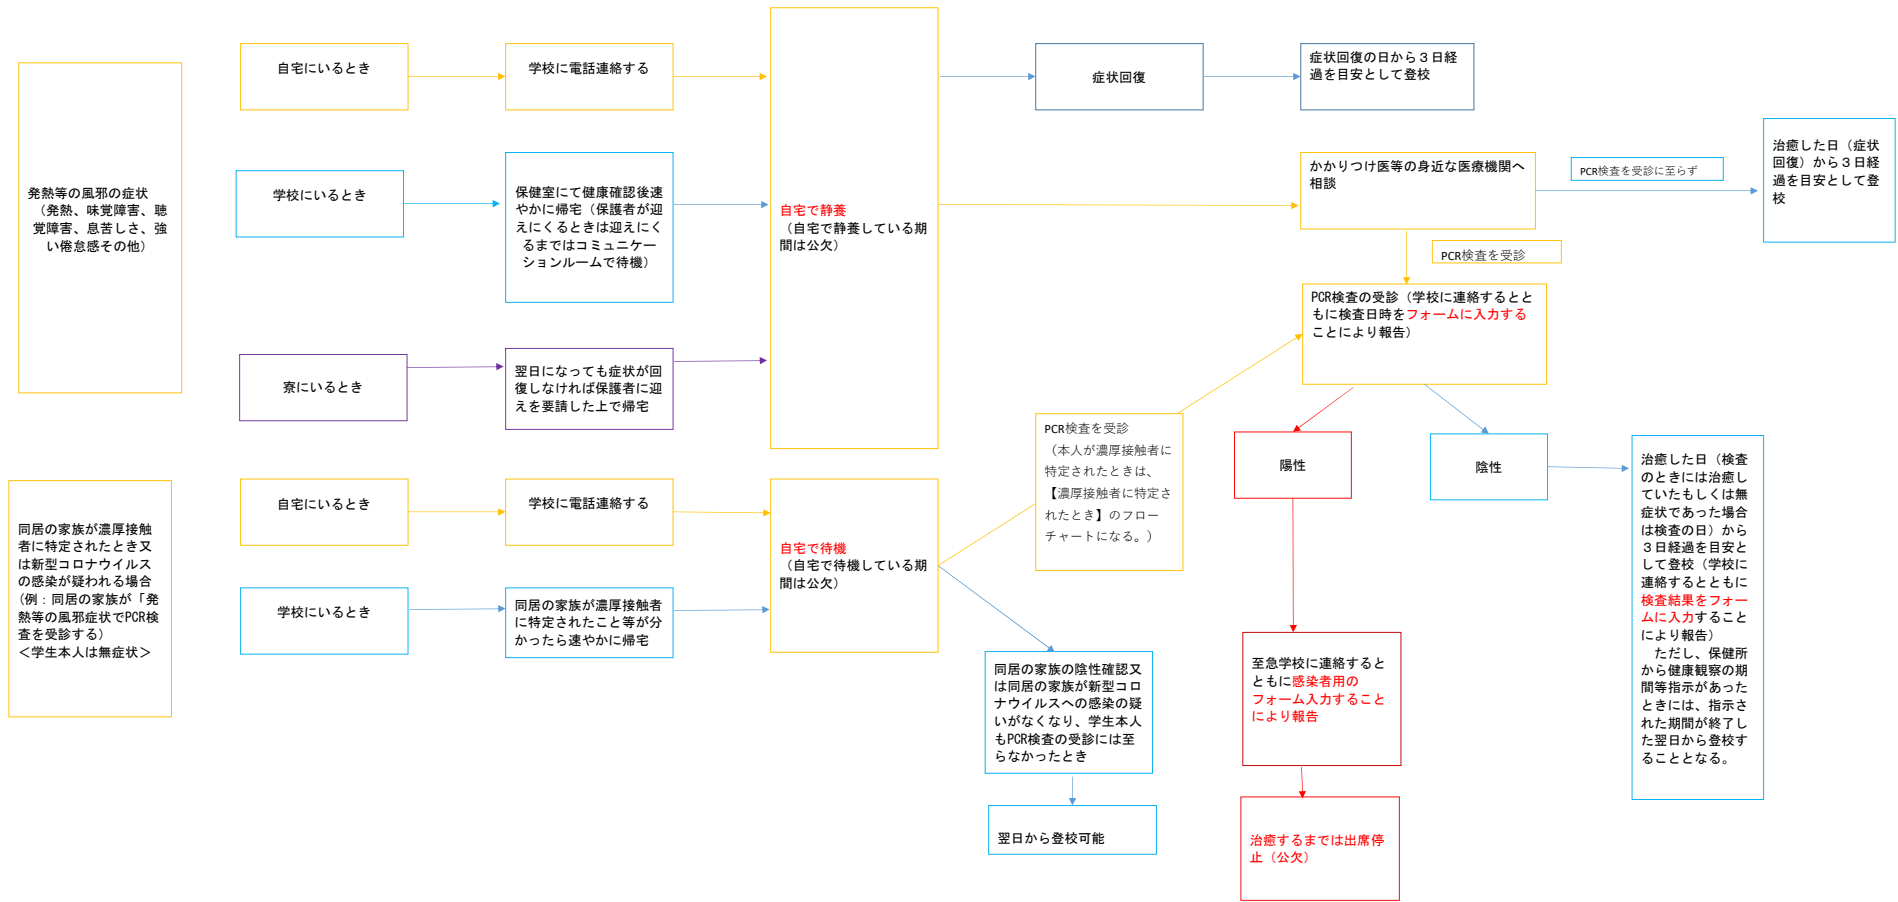 発熱等の風邪の症状
（発熱、味覚障害、聴
覚障害、息苦しさ、強
い倦怠感その他）
自宅にいるとき
学校に電話連絡する
学校にいるとき
保健室にて健康確認後速
やかに帰宅（保護者が迎
えにくるときは迎えにく
るまではコミュニケー
ションルームで待機）
寮にいるとき
翌日になっても症状が回
復しなければ保護者に迎
えを要請した上で帰宅
自宅で静養
（自宅で静養している期
間は公欠）
症状回復
症状回復の日から３日経
過を目安として登校
かかりつけ医等の身近な医療機関へ
相談
PCR検査を受診に至らず
治癒した日（症状
回復）から３日経
過を目安として登
校
PCR検査を受診
PCR検査の受診（学校に連絡するとと
もに検査日時をフォームに入力する
ことにより報告）
陽性
陰性
治癒した日（検査
のときには治癒し
ていたもしくは無
症状であった場合
は検査の日）から
３日経過を目安と
して登校（学校に
連絡するとともに
検査結果をフォー
ムに入力すること
により報告）
ただし、保健所
から健康観察の期
間等指示があった
ときには、指示さ
れた期間が終了し
た翌日から登校す
ることとなる。
至急学校に連絡すると
ともに感染者用の
フォーム入力すること
により報告
治癒するまでは出席停
止（公欠）
同居の家族が濃厚接触
者に特定されたとき又
は新型コロナウイルス
の感染が疑われる場合
（例：同居の家族が「発
熱等の風邪症状でPCR検
査を受診する）
＜学生本人は無症状＞
自宅にいるとき
学校に電話連絡する
学校にいるとき
同居の家族が濃厚接触者
に特定されたこと等が分
かったら速やかに帰宅
自宅で待機
（自宅で待機している期
間は公欠）
PCR検査を受診
（本人が濃厚接触者に
特定されたときは、
【濃厚接触者に特定さ
れたとき】のフロー
チャートになる。）
同居の家族の陰性確認又
は同居の家族が新型コロ
ナウイルスへの感染の疑
いがなくなり、学生本人
もPCR検査の受診には至
らなかったとき
翌日から登校可能